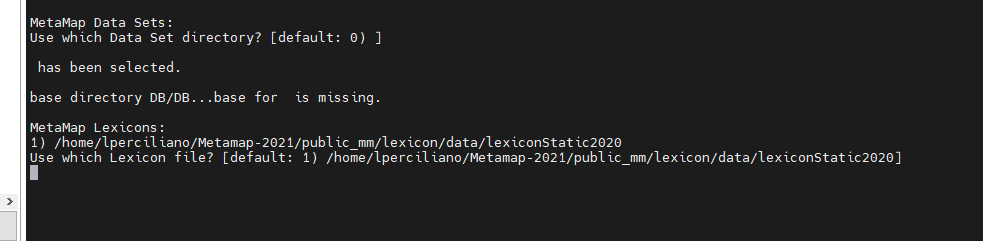 MetaMap Data Sets:
Use which Data Set directory? [default: 0) ]
has been selected.
base directory DB/DB...base for  is missing.
MetaMap Lexicons:
1) /home/lperciliano/Metamap-2021/public_mm/lexicon/data/lexiconStatic2020
Use which Lexicon file? [default: 1) /home/lperciliano/Metamap-2021/public_mm/lexicon/data/lexiconStatic2020]